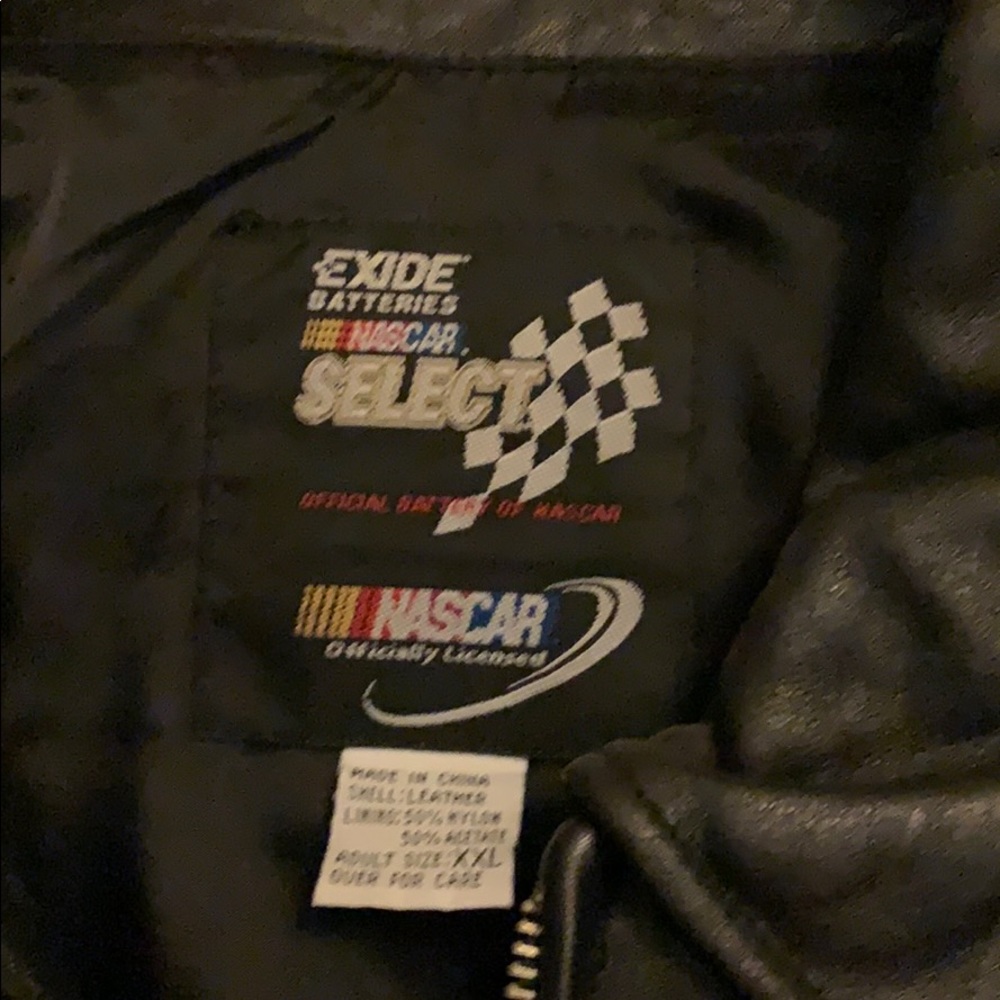 EXIDE
BATTERIES
NASCAR
SELECT
OFFICIAL BATTERY OF NASCAR
NASCAR
Officially Licensed
MADE IN CHINA
SHELL:LEATHER
LINING:50% NYLON
50% ACETATE
ADULT SIZE:XXL
OVER FOR CARE